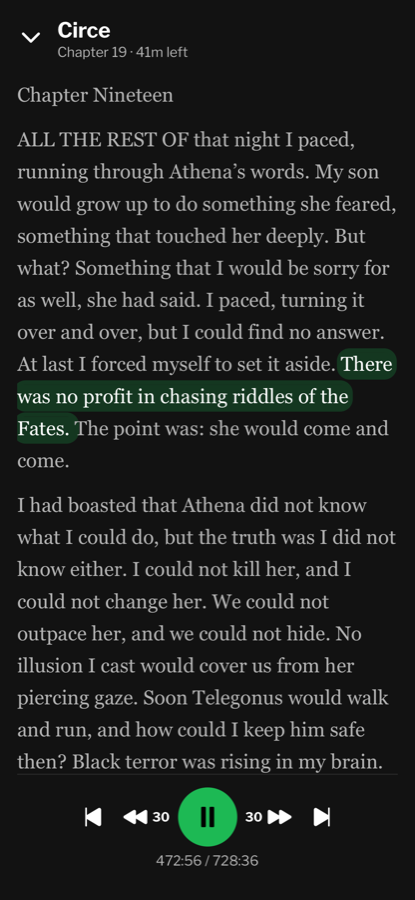 Circe
Chapter 19 · 41m left
Chapter Nineteen
ALL THE REST OF that night I paced,
running through Athena’s words. My son
would grow up to do something she feared,
something that touched her deeply. But
what? Something that I would be sorry for
as well, she had said. I paced, turning it
over and over, but I could find no answer.
At last I forced myself to set it aside. There
was no profit in chasing riddles of the
Fates. The point was: she would come and
come.
I had boasted that Athena did not know
what I could do, but the truth was I did not
know either. I could not kill her, and I
could not change her. We could not
outpace her, and we could not hide. No
illusion I cast would cover us from her
piercing gaze. Soon Telegonus would walk
and run, and how could I keep him safe
then? Black terror was rising in my brain.
30 30
472:56 / 728:36